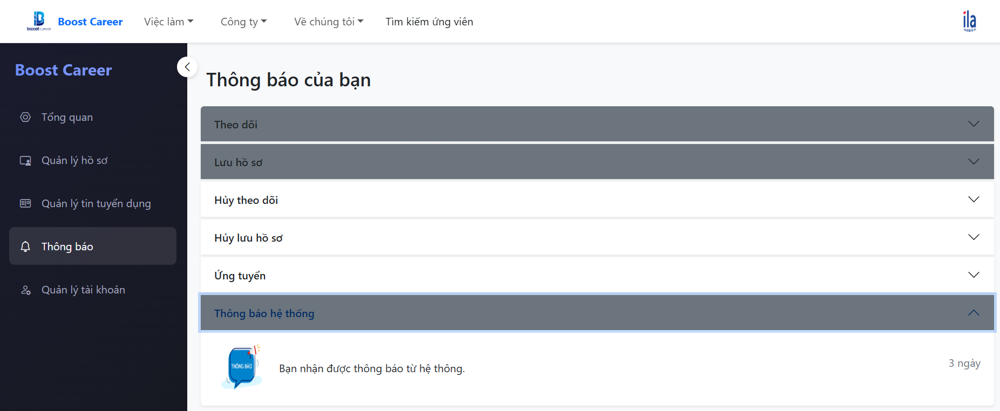 Boost Career
Việc làm
Công ty
Về chúng tôi
Tìm kiếm ứng viên
boost career
ila
Boost Career
Tổng quan
Quản lý hồ sơ
Quản lý tin tuyển dụng
Thông báo
Quản lý tài khoản
Thông báo của bạn
Theo dõi
Lưu hồ sơ
Hủy theo dõi
Hủy lưu hồ sơ
Ứng tuyển
Thông báo hệ thống
THÔNG BÁO
Bạn nhận được thông báo từ hệ thông.
3 ngày